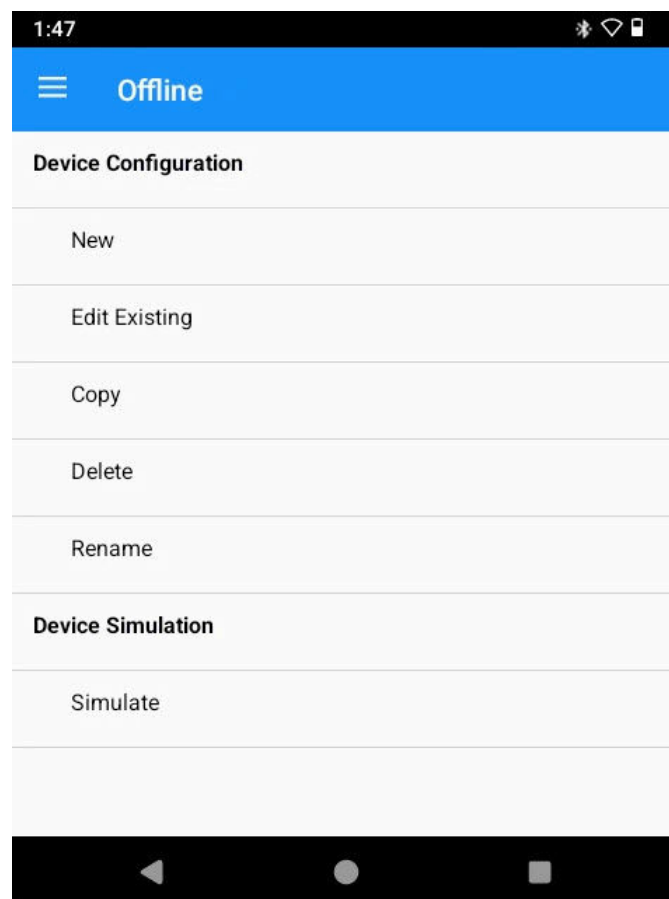 1:47
Offline
Device Configuration
New
Edit Existing
Copy
Delete
Rename
Device Simulation
Simulate